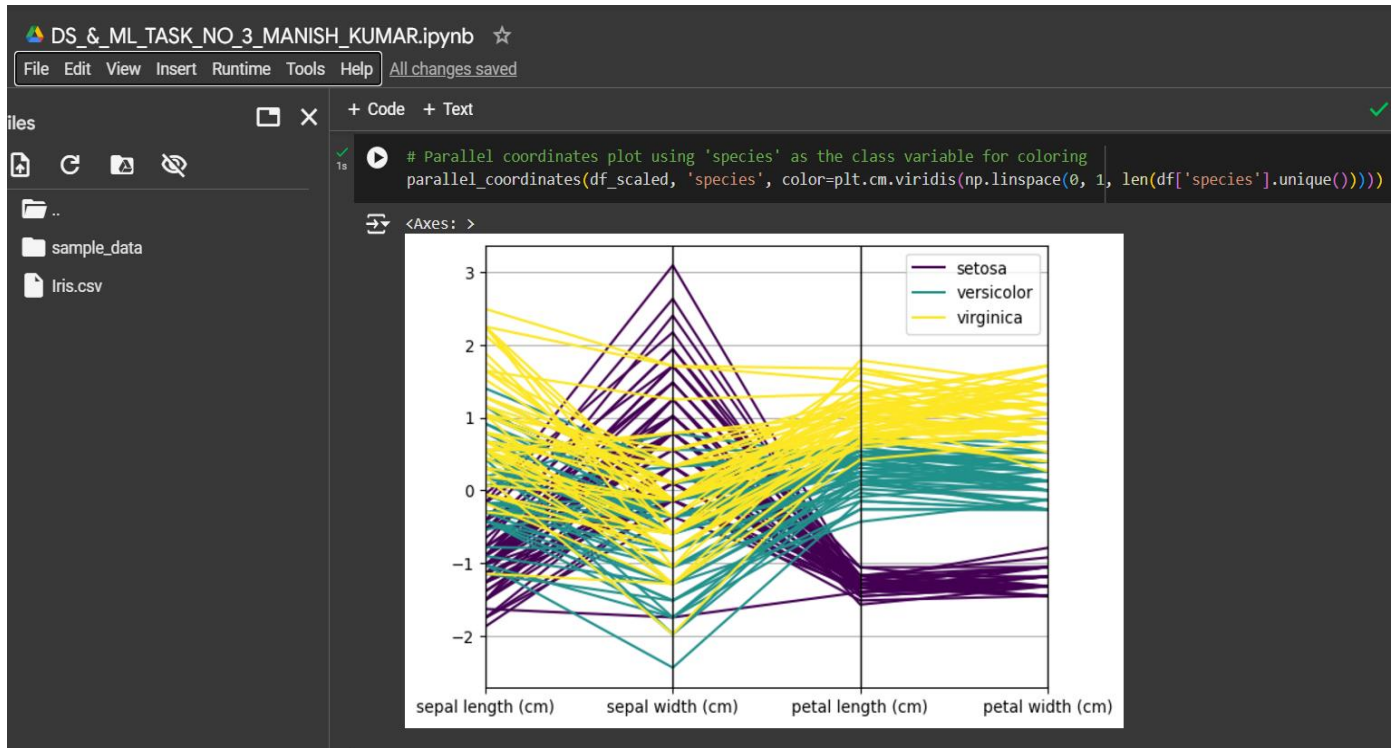 DS_&_ML_TASK_NO_3_MANISH_KUMAR.ipynb
File Edit View Insert Runtime Tools Help All changes saved
iles
+ Code + Text
..
sample_data
Iris.csv
1s
# Parallel coordinates plot using 'species' as the class variable for coloring
parallel_coordinates(df_scaled, 'species', color=plt.cm.viridis(np.linspace(0, 1, len(df['species'].unique()))))
<Axes: >
3
2
1
0
−1
−2
setosa
versicolor
virginica
sepal length (cm) sepal width (cm) petal length (cm) petal width (cm)